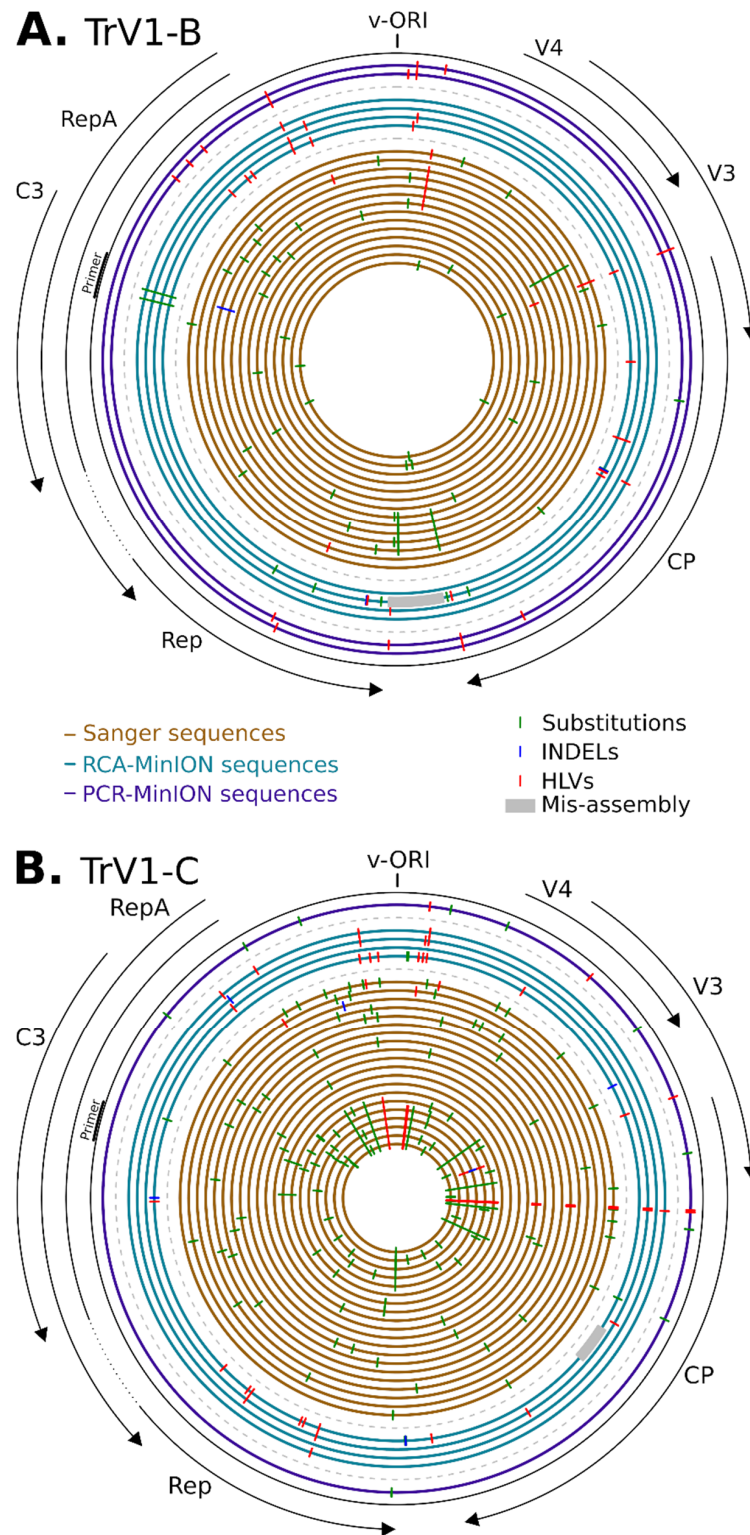 A. TrV1-B
v-ORI
V4
RepA
V3
C3
Primer
CP
Rep
Sanger sequences
RCA-MinION sequences
PCR-MinION sequences
Substitutions
INDELs
HLVs
Mis-assembly
B. TrV1-C
v-ORI
V4
RepA
V3
C3
Primer
CP
Rep